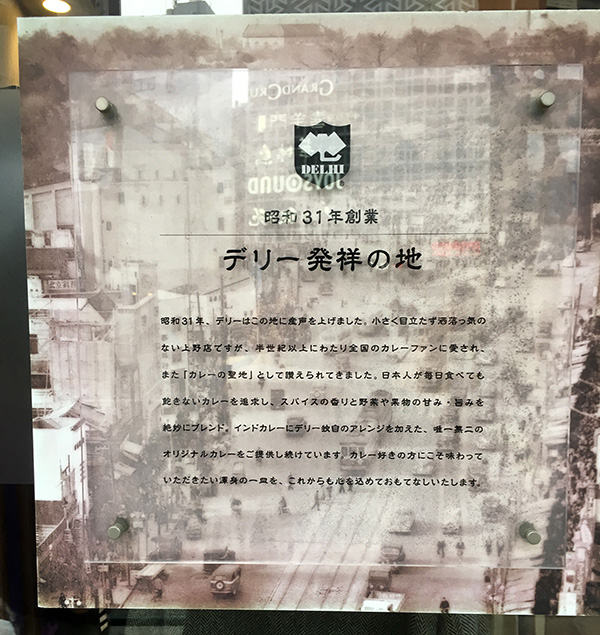 GRANDCRU
JOYSOUND
DELHI
昭和31年創業
デリー発祥の地
昭和31年、デリーはこの地に産声を上げました。小さく目立たず洒落っ気の
ない上野店ですが、半世紀以上にわたり全国のカレーファンに愛され、
また「カレーの聖地」として讃えられてきました。日本人が毎日食べても
飽きないカレーを追求し、スパイスの香りと野菜や果物の甘み・旨みを
絶妙にブレンド。インドカレーにデリー独自のアレンジを加えた、唯一無二の
オリジナルカレーをご提供し続けています。カレー好きの方にこそ味わって
いただきたい渾身の一皿を、これからも心を込めておもてなしいたします。